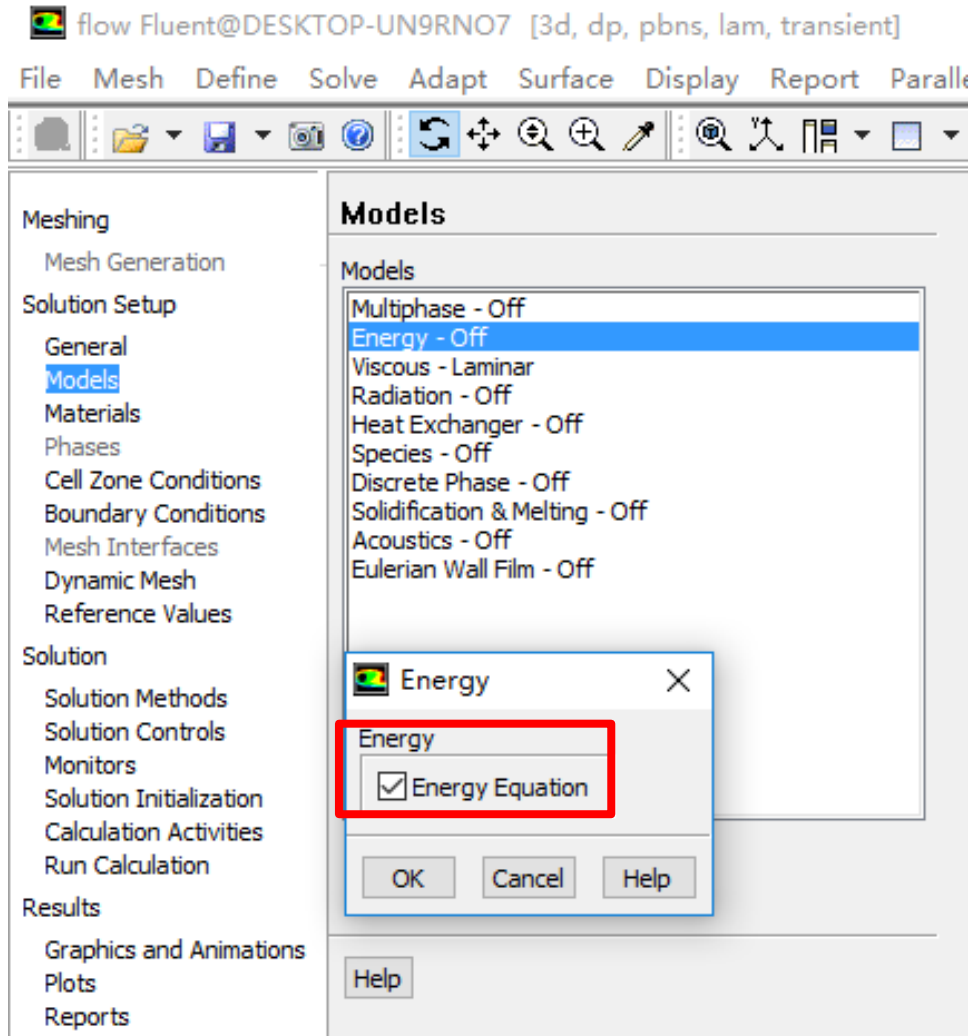 flow Fluent@DESKTOP-UN9RNO7 [3d, dp, pbns, lam, transient]
File Mesh Define Solve Adapt Surface Display Report Paralle
Meshing
Mesh Generation
Solution Setup
General
Models
Materials
Phases
Cell Zone Conditions
Boundary Conditions
Mesh Interfaces
Dynamic Mesh
Reference Values
Solution
Solution Methods
Solution Controls
Monitors
Solution Initialization
Calculation Activities
Run Calculation
Results
Graphics and Animations
Plots
Reports
Models
Models
Multiphase - Off
Energy - Off
Viscous - Laminar
Radiation - Off
Heat Exchanger - Off
Species - Off
Discrete Phase - Off
Solidification & Melting - Off
Acoustics - Off
Eulerian Wall Film - Off
Energy
Energy
Energy Equation
OK Cancel Help
Help